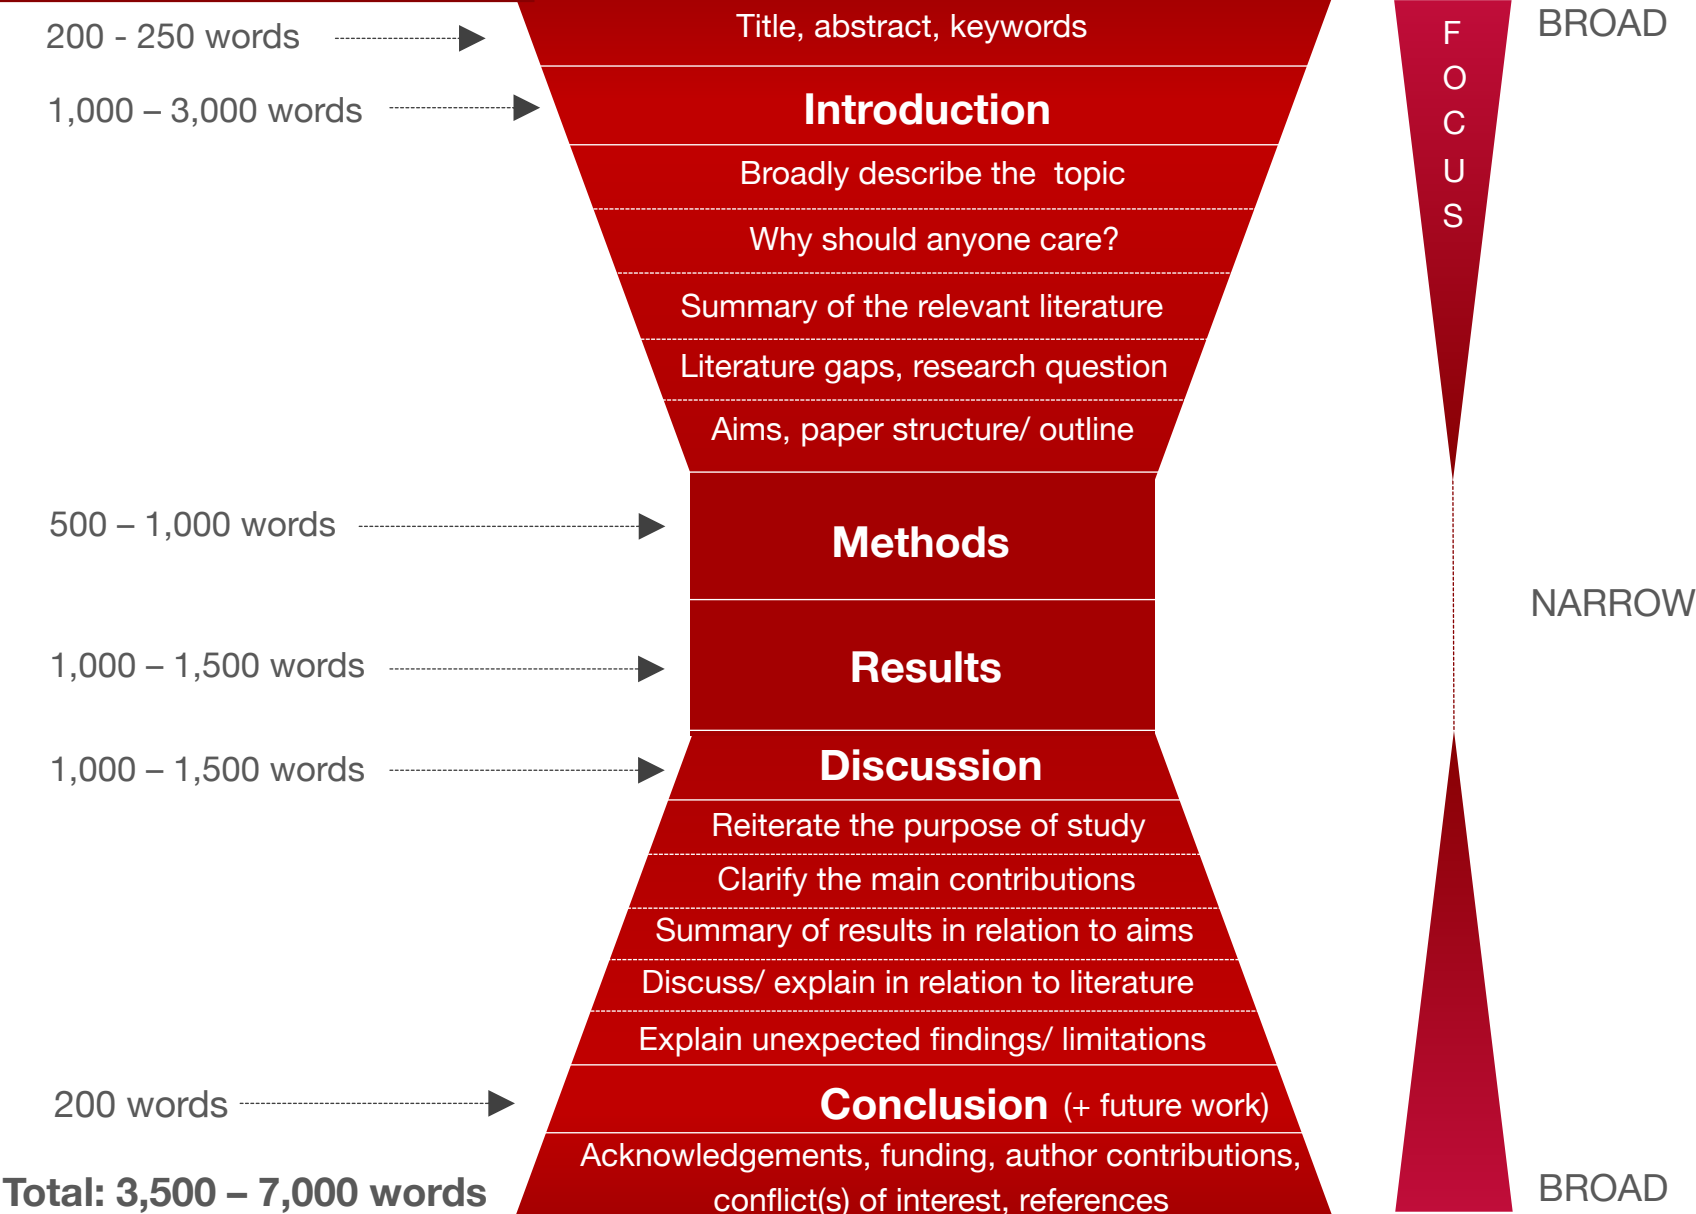 200 - 250 words
Title, abstract, keywords
BROAD
F
O
C
U
S
1,000 – 3,000 words
Introduction
Broadly describe the topic
Why should anyone care?
Summary of the relevant literature
Literature gaps, research question
Aims, paper structure/ outline
500 – 1,000 words
Methods
NARROW
1,000 – 1,500 words
Results
1,000 – 1,500 words
Discussion
Reiterate the purpose of study
Clarify the main contributions
Summary of results in relation to aims
Discuss/ explain in relation to literature
Explain unexpected findings/ limitations
200 words
Conclusion (+ future work)
Acknowledgements, funding, author contributions,
conflict(s) of interest, references
Total: 3,500 – 7,000 words
BROAD